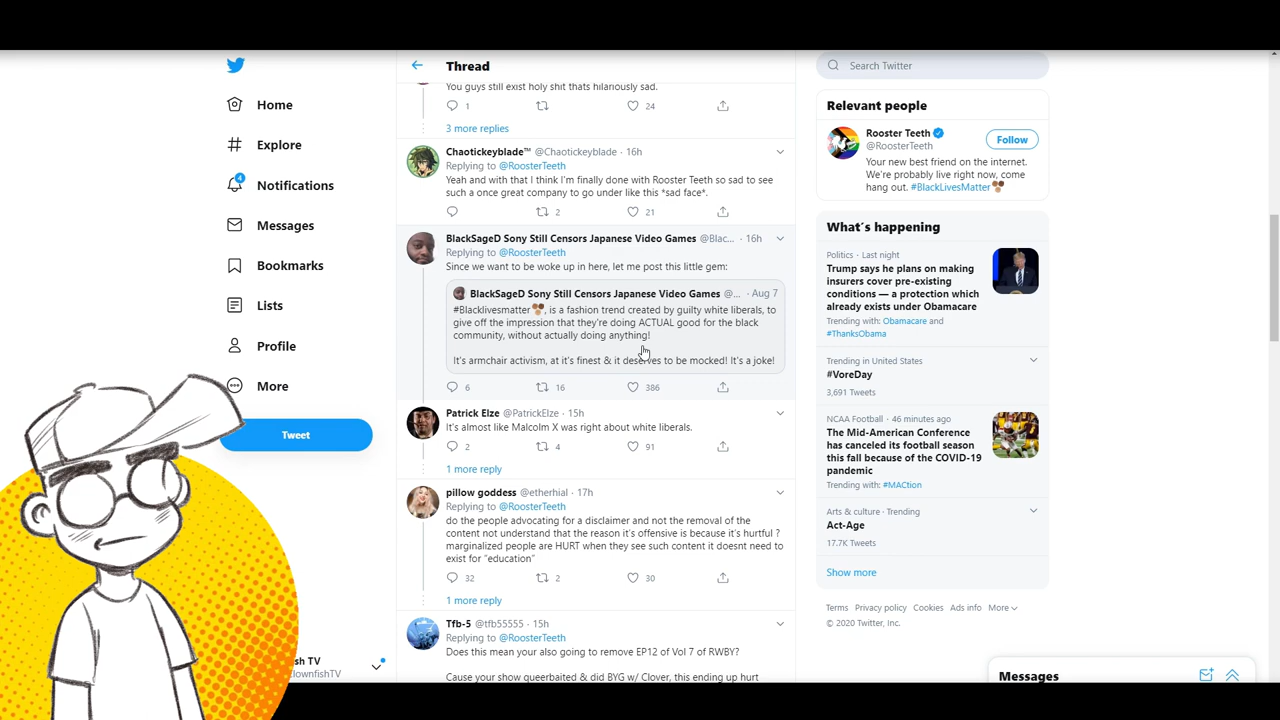 Home
Explore
4
Notifications
Messages
Bookmarks
Lists
Profile
More
Tweet
sh TV
lownfishTV
Thread
You guys still exist holy shit thats hilariously sad.
1 24
3 more replies
Chaotickeyblade™ @Chaotickeyblade · 16h
Replying to @RoosterTeeth
Yeah and with that I think I'm finally done with Rooster Teeth so sad to see
such a once great company to go under like this *sad face*.
2 21
BlackSageD Sony Still Censors Japanese Video Games @Blac... · 16h
Replying to @RoosterTeeth
Since we want to be woke up in here, let me post this little gem:
BlackSageD Sony Still Censors Japanese Video Games @... · Aug 7
#Blacklivesmatter, is a fashion trend created by guilty white liberals, to
give off the impression that they're doing ACTUAL good for the black
community, without actually doing anything!
It's armchair activism, at it's finest & it deserves to be mocked! It's a joke!
6 16 386
Patrick Elze @PatrickElze · 15h
It's almost like Malcolm X was right about white liberals.
2 4 91
1 more reply
pillow goddess @etherhial · 17h
Replying to @RoosterTeeth
do the people advocating for a disclaimer and not the removal of the
content not understand that the reason it's offensive is because it's hurtful ?
marginalized people are HURT when they see such content it doesnt need to
exist for "education"
32 2 30
1 more reply
Tfb-5 @tfb55555 · 15h
Replying to @RoosterTeeth
Does this mean your also going to remove EP12 of Vol 7 of RWBY?
Cause your show queerbaited & did BYG w/ Clover, this ending up hurt
Search Twitter
Relevant people
Rooster Teeth
@RoosterTeeth
Follow
Your new best friend on the internet.
We're probably live right now, come
hang out. #BlackLivesMatter
What's happening
Politics · Last night
Trump says he plans on making
insurers cover pre-existing
conditions — a protection which
already exists under Obamacare
Trending with: Obamacare and
#ThanksObama
Trending in United States
#VoreDay
3,691 Tweets
NCAA Football · 46 minutes ago
The Mid-American Conference
has canceled its football season
this fall because of the COVID-19
pandemic
Trending with: #MACtion
Arts & culture · Trending
Act-Age
17.7K Tweets
Show more
Terms Privacy policy Cookies Ads info More
© 2020 Twitter, Inc.
Messages